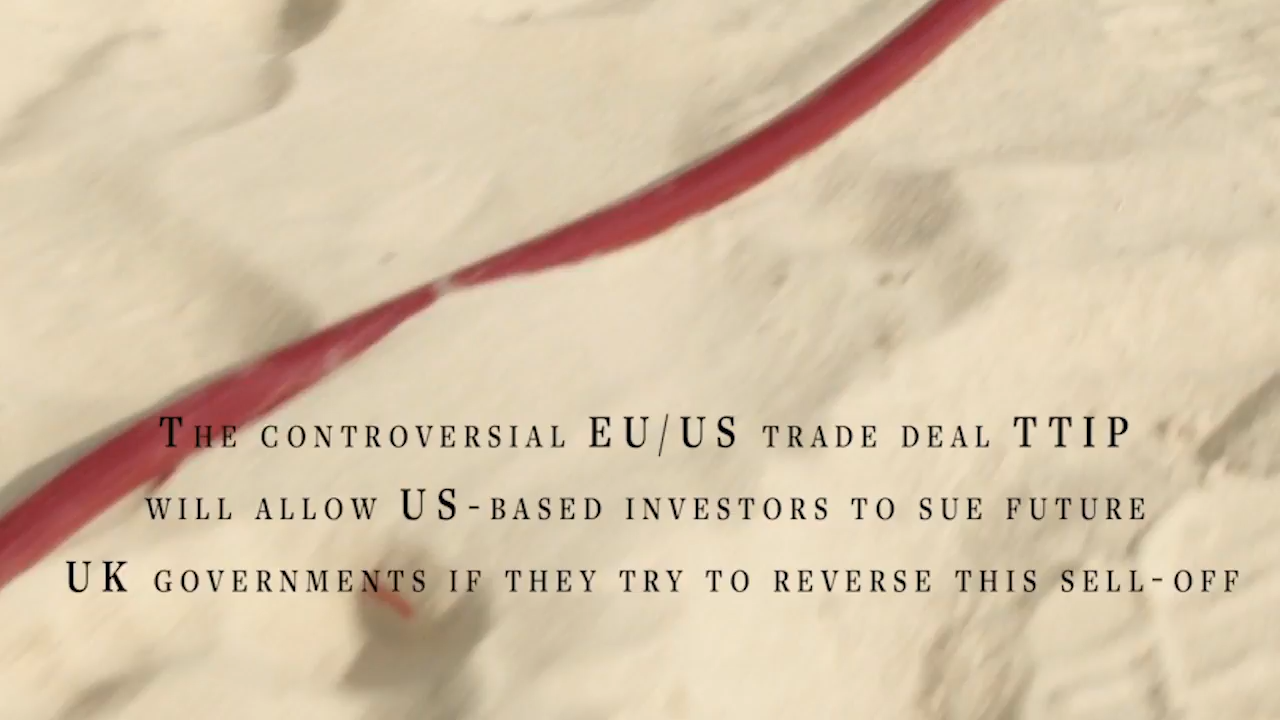 The controversial EU/US trade deal TTIP
will allow US-based investors to sue future
UK governments if they try to reverse this sell-off